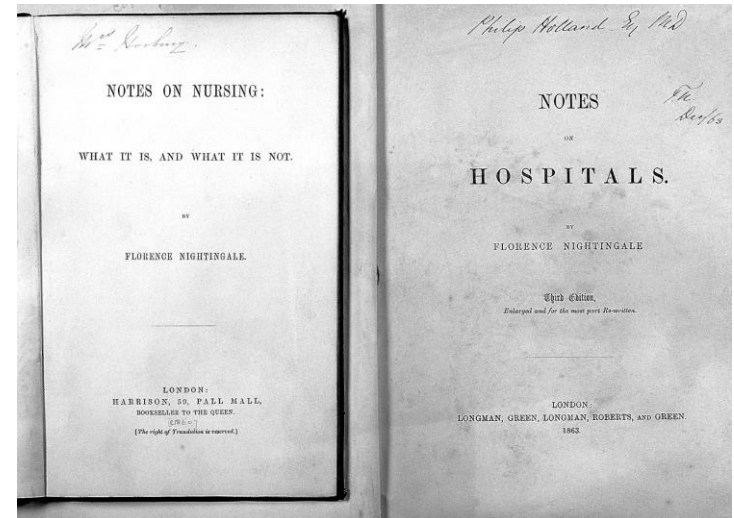 NOTES ON NURSING:
WHAT IT IS, AND WHAT IT IS NOT.
BY
FLORENCE NIGHTINGALE.
LONDON:
HARRISON, 59, PALL MALL,
BOOKSELLER TO THE QUEEN.
[The right of Translation is reserved.]
Philip Holland Esq MD
NOTES
ON
HOSPITALS.
BY
FLORENCE NIGHTINGALE
Third Edition,
Enlarged and for the most part Re-written.
LONDON:
LONGMAN, GREEN, LONGMAN, ROBERTS, AND GREEN.
1863.